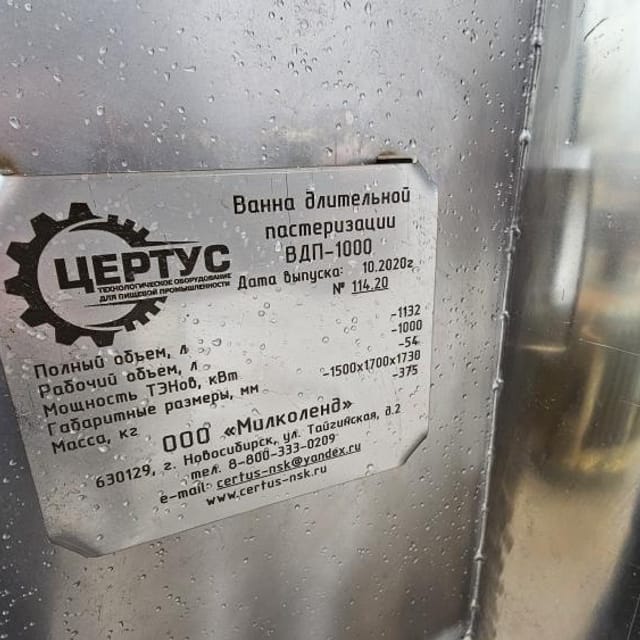 Ванна длительной
пастеризации
ВДП-1000
Дата выпуска: 10.2020г
№ 114.20
ЦЕРТУС
ТЕХНОЛОГИЧЕСКОЕ ОБОРУДОВАНИЕ
ДЛЯ ПИЩЕВОЙ ПРОМЫШЛЕННОСТИ
Полный объем, л -1132
Рабочий объем, л -1000
Мощность ТЭНов, кВт -54
Габаритные размеры, мм -1500х1700х1730
Масса, кг -375
ООО «Милколенд»
630129, г. Новосибирск, ул. Тайгинская, д.2
тел. 8-800-333-0209
e-mail: certus-nsk@yandex.ru
www.certus-nsk.ru